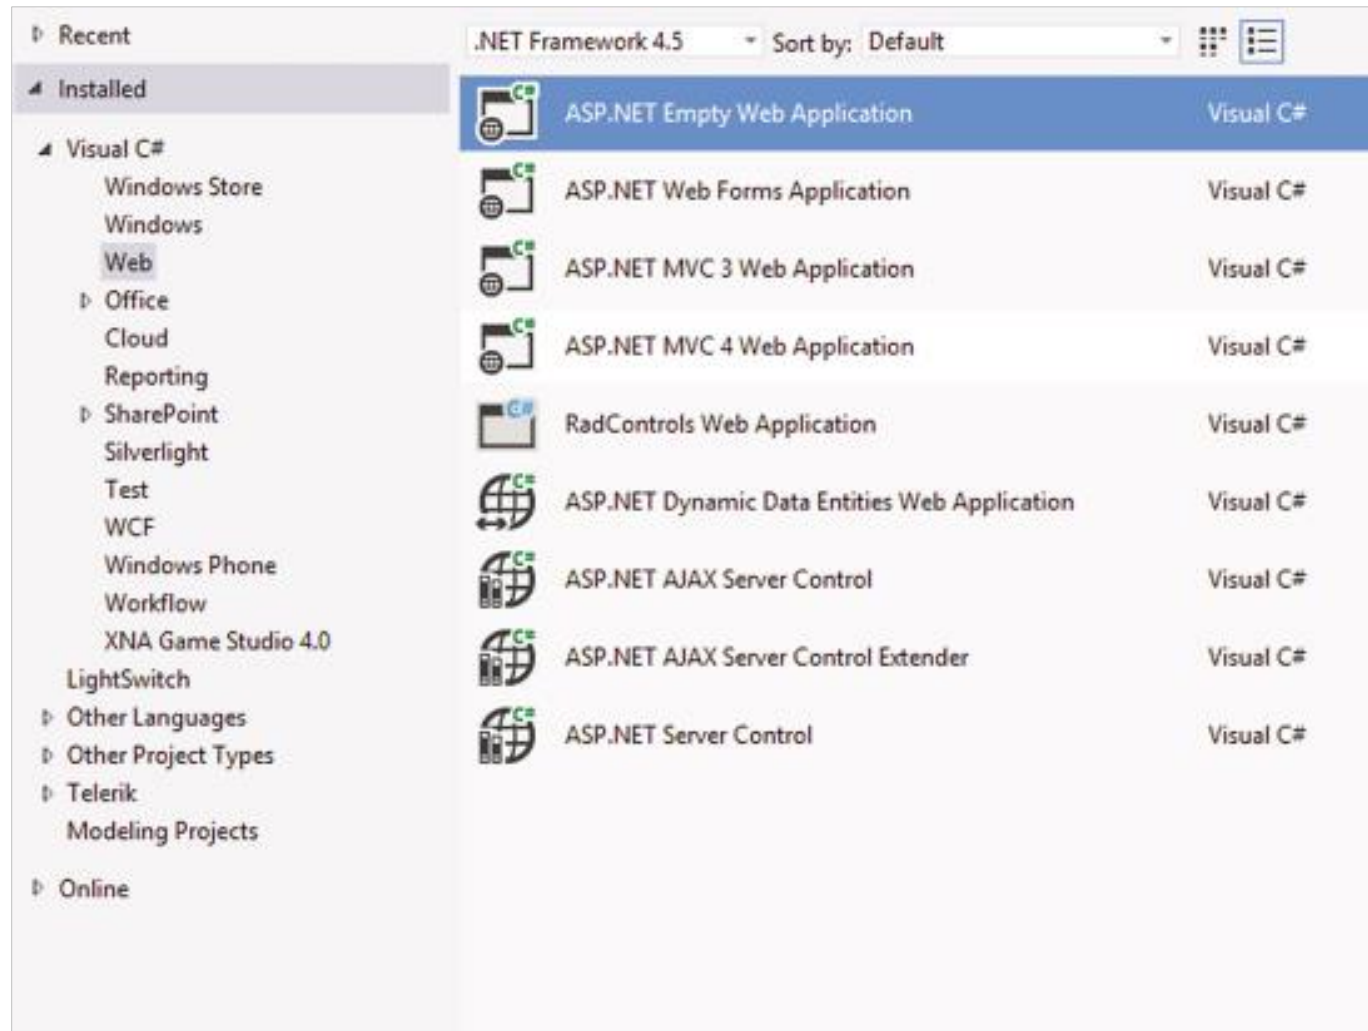 Recent
Installed
Visual C#
Windows Store
Windows
Web
Office
Cloud
Reporting
SharePoint
Silverlight
Test
WCF
Windows Phone
Workflow
XNA Game Studio 4.0
LightSwitch
Other Languages
Other Project Types
Telerik
Modeling Projects
Online
.NET Framework 4.5 Sort by: Default
ASP.NET Empty Web Application Visual C#
ASP.NET Web Forms Application Visual C#
ASP.NET MVC 3 Web Application Visual C#
ASP.NET MVC 4 Web Application Visual C#
RadControls Web Application Visual C#
ASP.NET Dynamic Data Entities Web Application Visual C#
ASP.NET AJAX Server Control Visual C#
ASP.NET AJAX Server Control Extender Visual C#
ASP.NET Server Control Visual C#